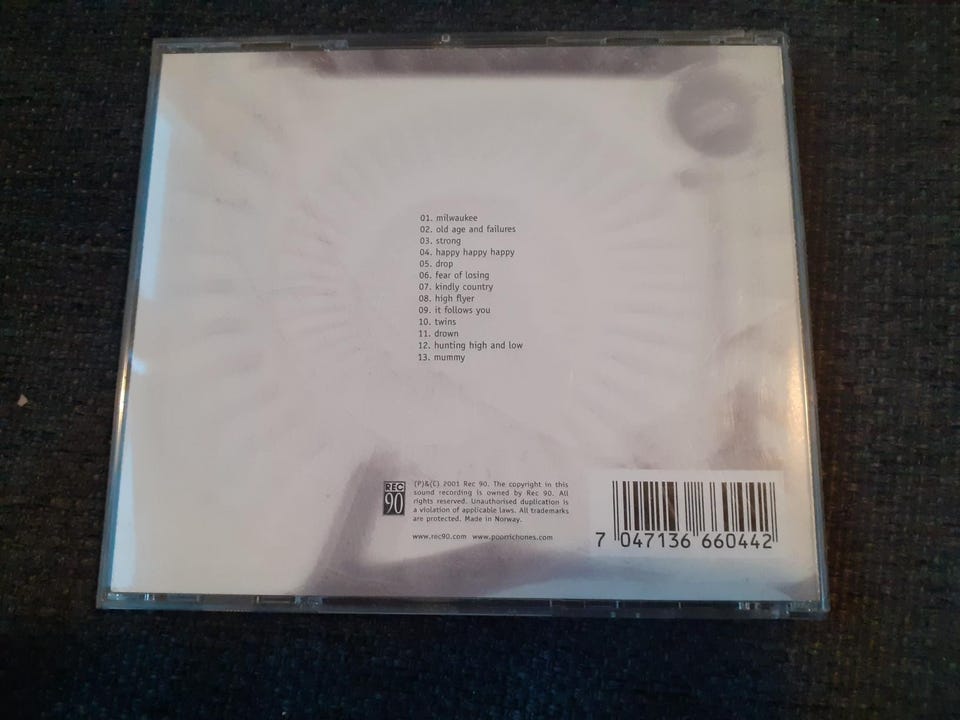 01. milwaukee
02. old age and failures
03. strong
04. happy happy happy
05. drop
06. fear of losing
07. kindly country
08. high flyer
09. it follows you
10. twins
11. drown
12. hunting high and low
13. mummy
REC
90
(P)&(C) 2001 Rec 90. The copyright in this
sound recording is owned by Rec 90. All
rights reserved. Unauthorised duplication is
a violation of applicable laws. All trademarks
are protected. Made in Norway.
www.rec90.com www.poorrichones.com
7 047136 660442